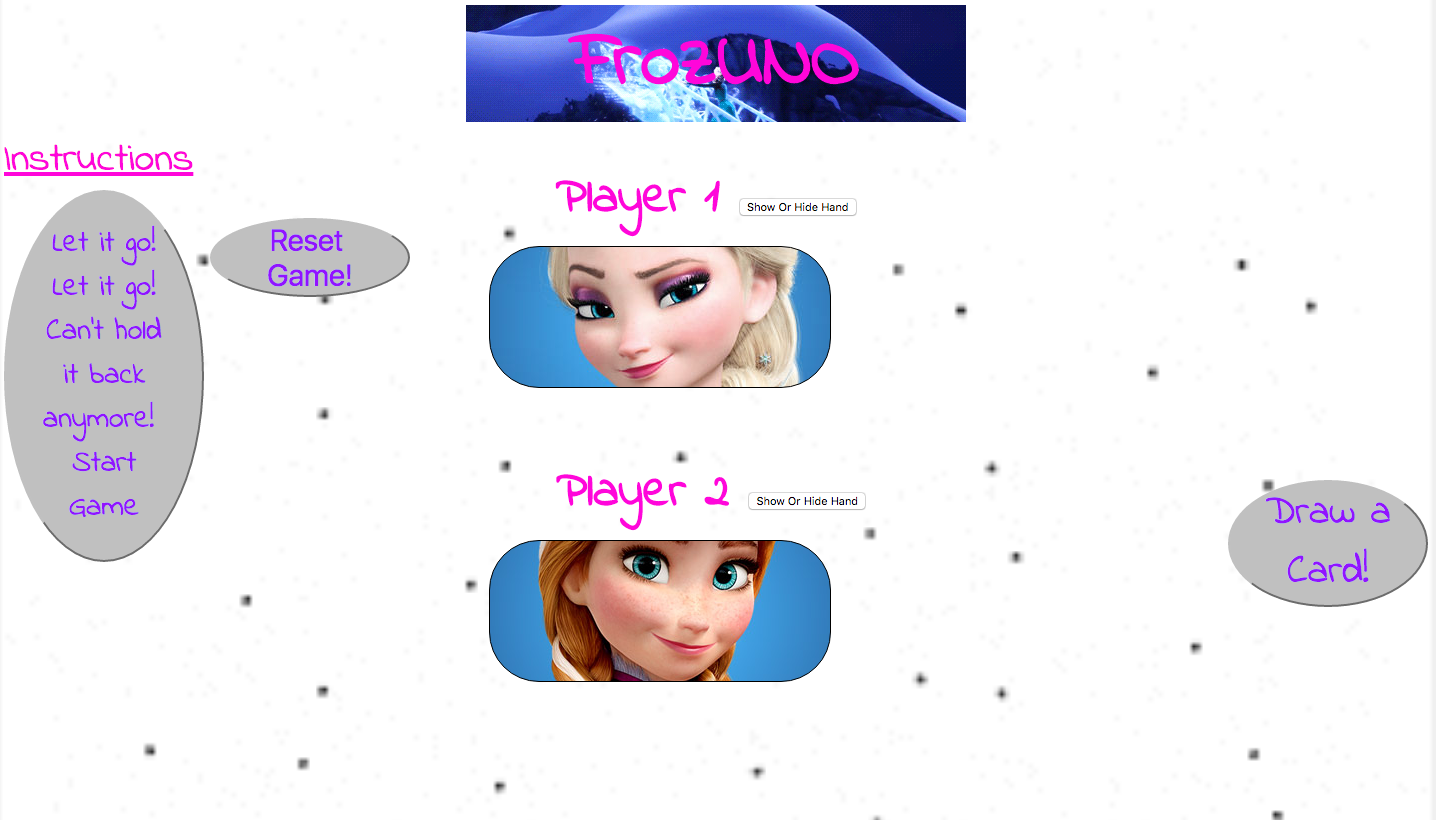 FrozUNO
Instructions
Let it go!
Let it go!
Can't hold
it back
anymore!
Start
Game
Reset
Game!
Player 1
Show Or Hide Hand
Player 2
Show Or Hide Hand
Draw a
Card!